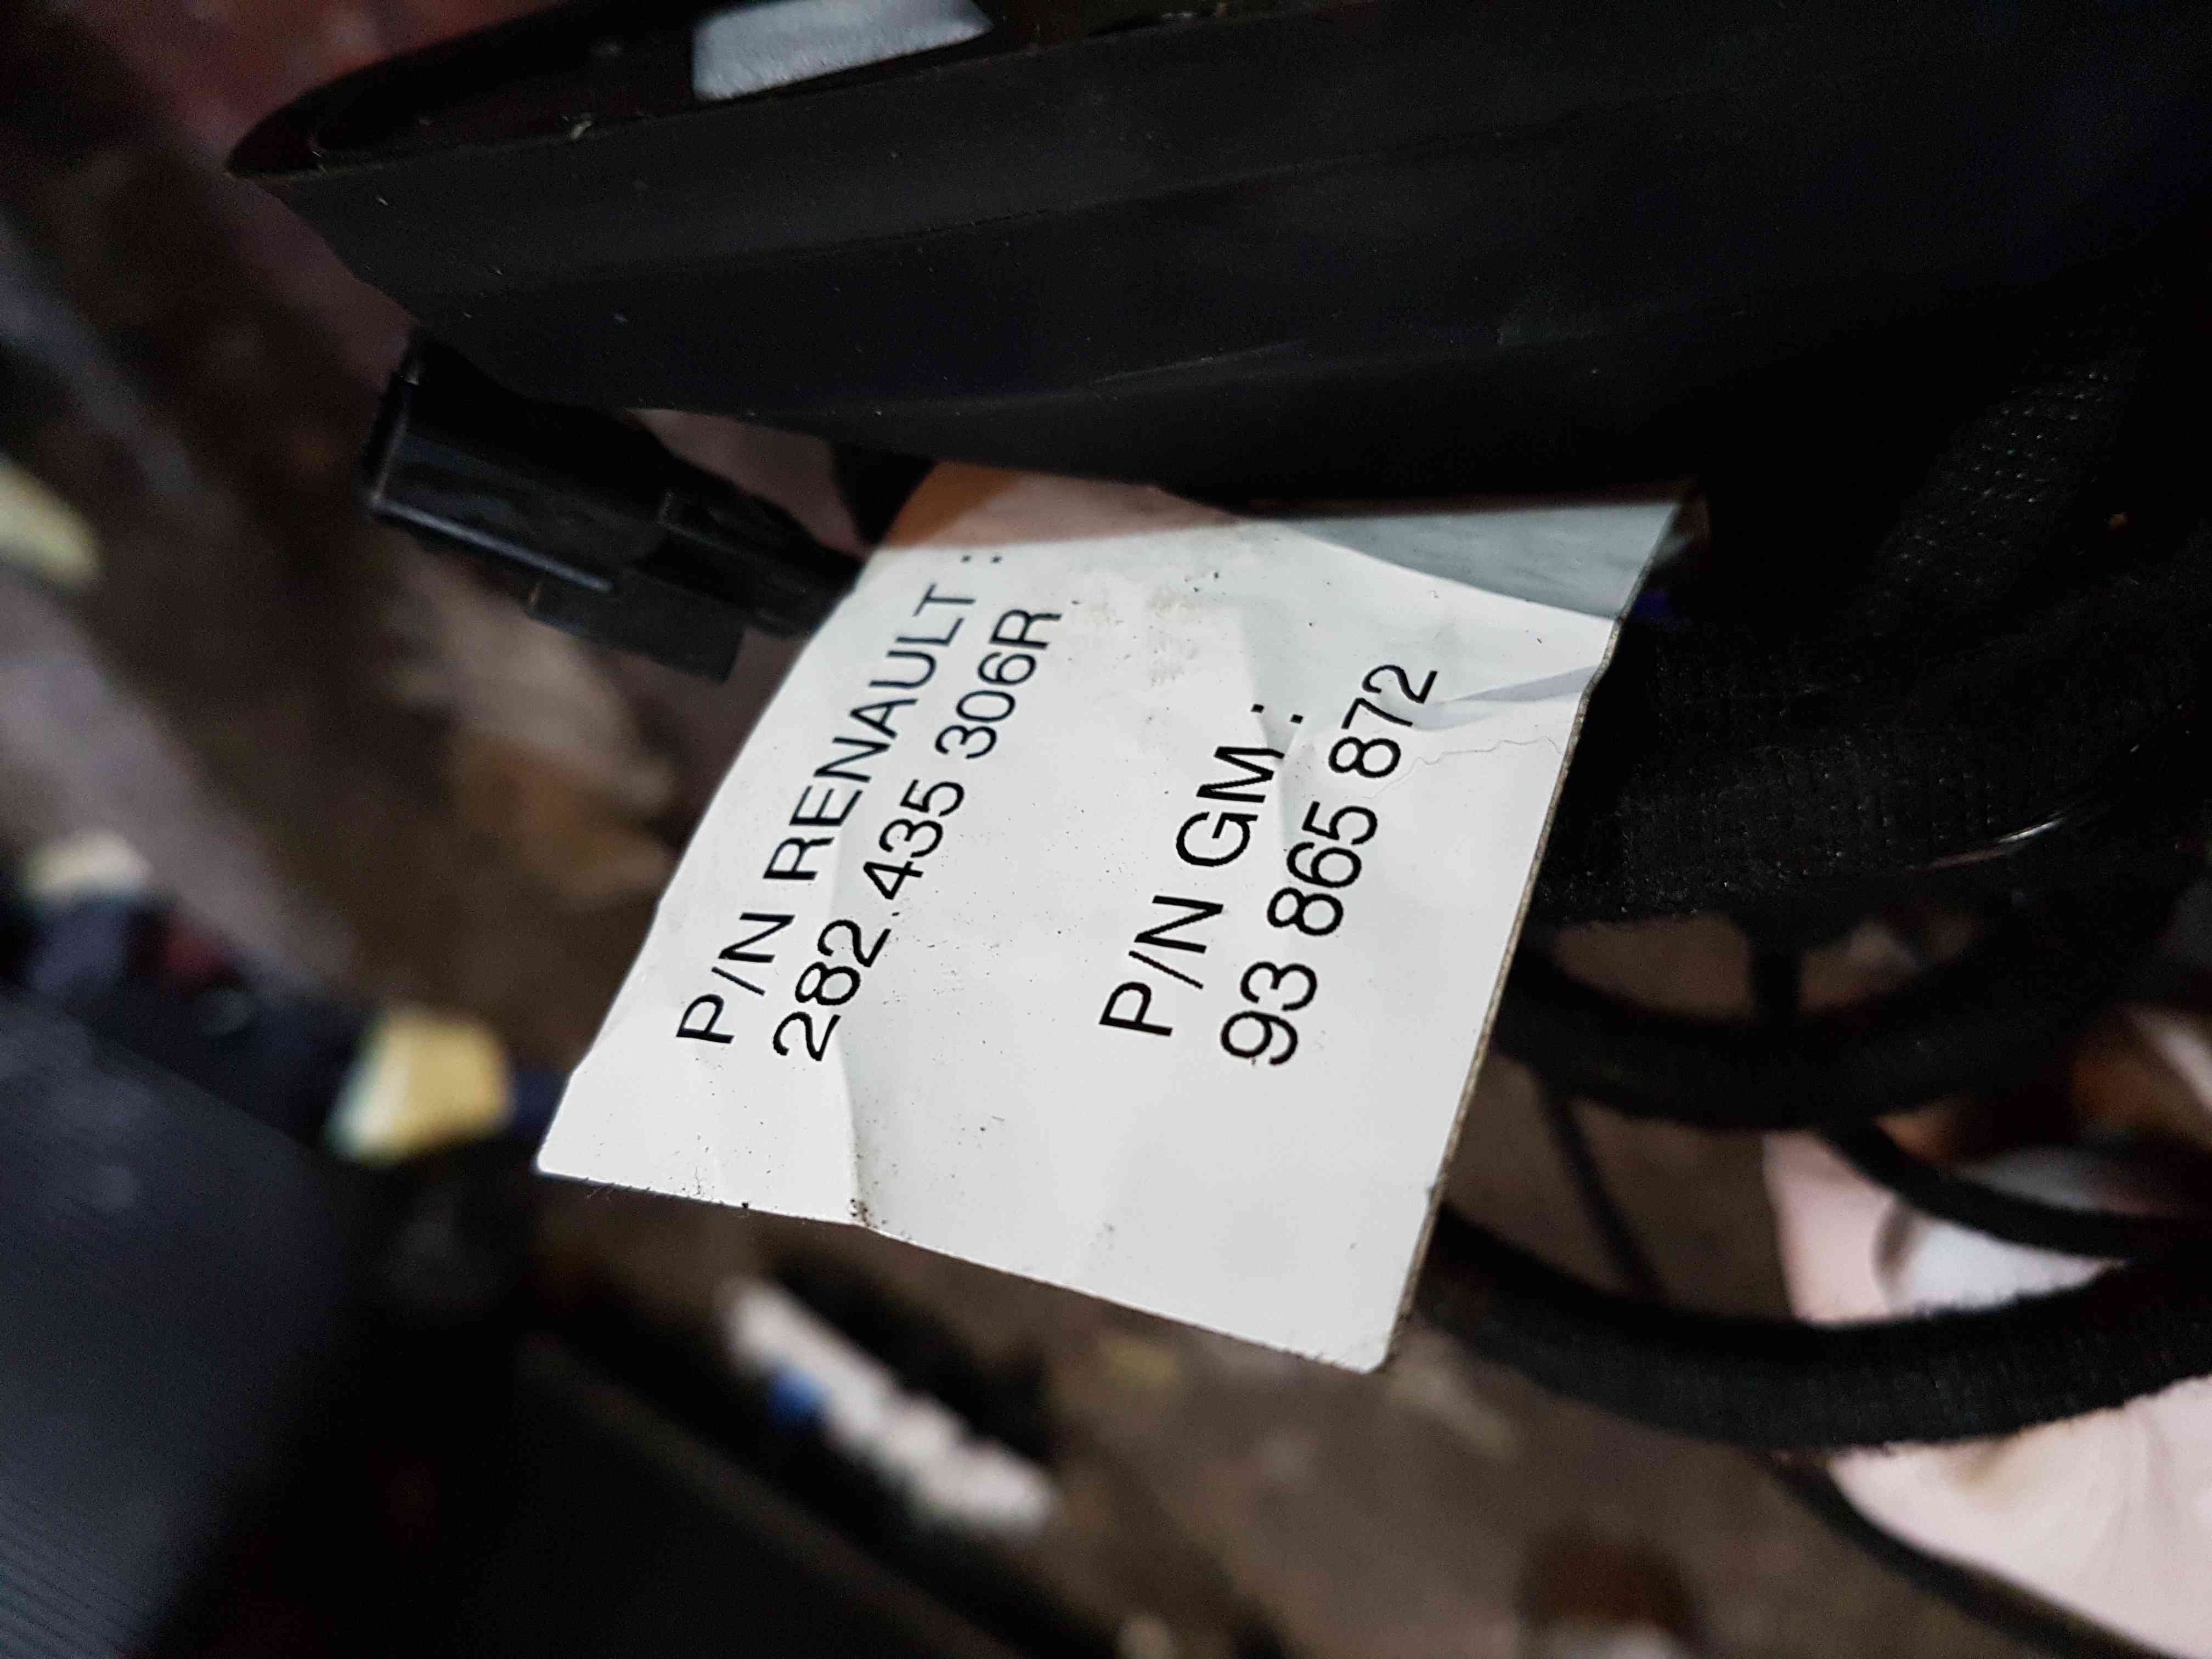 P/N RENAULT :
282.435 306R
P/N GM :
93 865 872